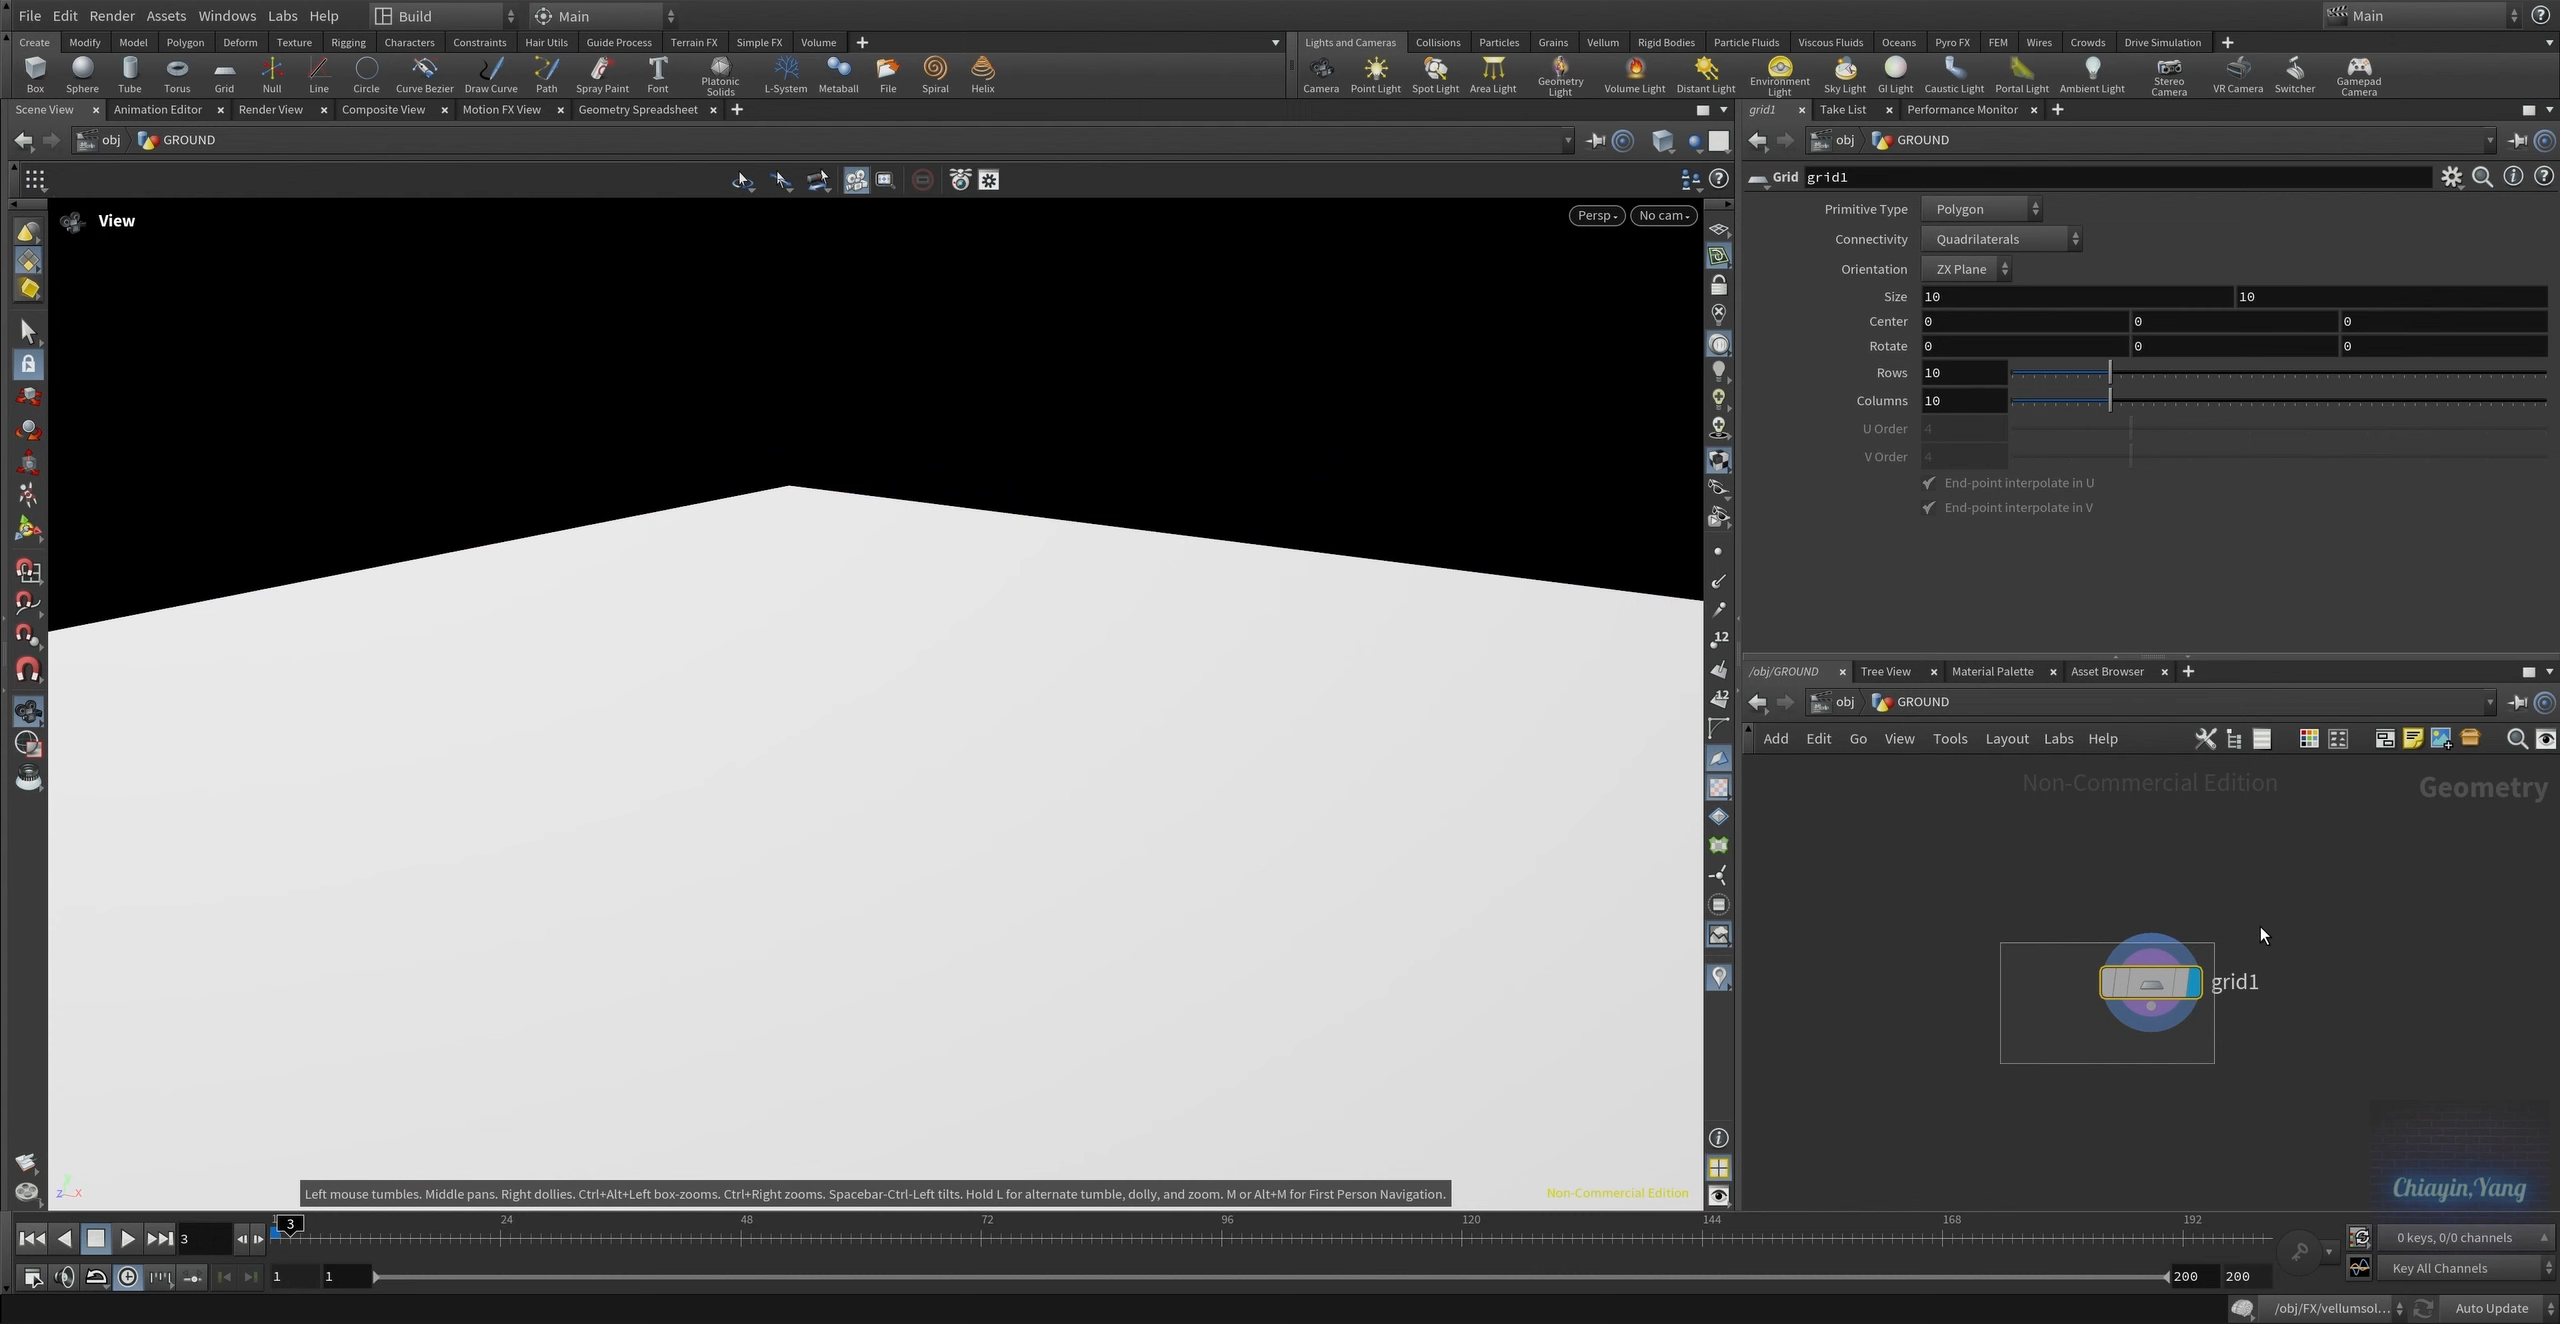 File Edit Render Assets Windows Labs Help Build Main Main
Create Modify Model Polygon Deform Texture Rigging Characters Constraints Hair Utils Guide Process Terrain FX Simple FX Volume
Lights and Cameras Collisions Particles Grains Vellum Rigid Bodies Particle Fluids Viscous Fluids Oceans Pyro FX FEM Wires Crowds Drive Simulation
Box Sphere Tube Torus Grid Null Line Circle Curve Bezier Draw Curve Path Spray Paint Font Platonic Solids L-System Metaball File Spiral Helix
Camera Point Light Spot Light Area Light Geometry Light Volume Light Distant Light Environment Light Sky Light GI Light Caustic Light Portal Light Ambient Light Stereo Camera VR Camera Switcher Gamepad Camera
Scene View Animation Editor Render View Composite View Motion FX View Geometry Spreadsheet
obj GROUND
View
Persp No cam
Left mouse tumbles. Middle pans. Right dollies. Ctrl+Alt+Left box-zooms. Ctrl+Right zooms. Spacebar-Ctrl-Left tilts. Hold L for alternate tumble, dolly, and zoom. M or Alt+M for First Person Navigation.
Non-Commercial Edition
z x
12
12
grid1 Take List Performance Monitor
obj GROUND
Grid grid1
Primitive Type Polygon
Connectivity Quadrilaterals
Orientation ZX Plane
Size 10 10
Center 0 0 0
Rotate 0 0 0
Rows 10
Columns 10
U Order 4
V Order 4
End-point interpolate in U
End-point interpolate in V
/obj/GROUND Tree View Material Palette Asset Browser
obj GROUND
Add Edit Go View Tools Layout Labs Help
Non-Commercial Edition
Geometry
grid1
Chiayin,Yang
3 3 24 48 72 96 120 144 168 192
0 keys, 0/0 channels
1 1 200 200
Key All Channels
/obj/FX/vellumsol... Auto Update